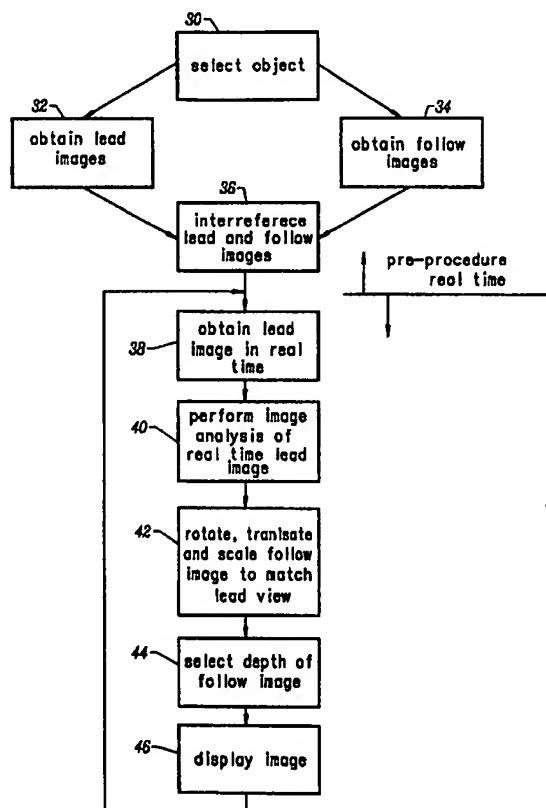 30
select object
32
obtain lead
images
34
obtain follow
images
36
interreferece
lead and follow
images
pre-procedure
real time
38
obtain lead
image in real
time
40
perform image
analysis of
real time lead
image
42
rotate, tranlsate
and scale follow
image to match
lead view
44
select depth of
follow image
46
display image